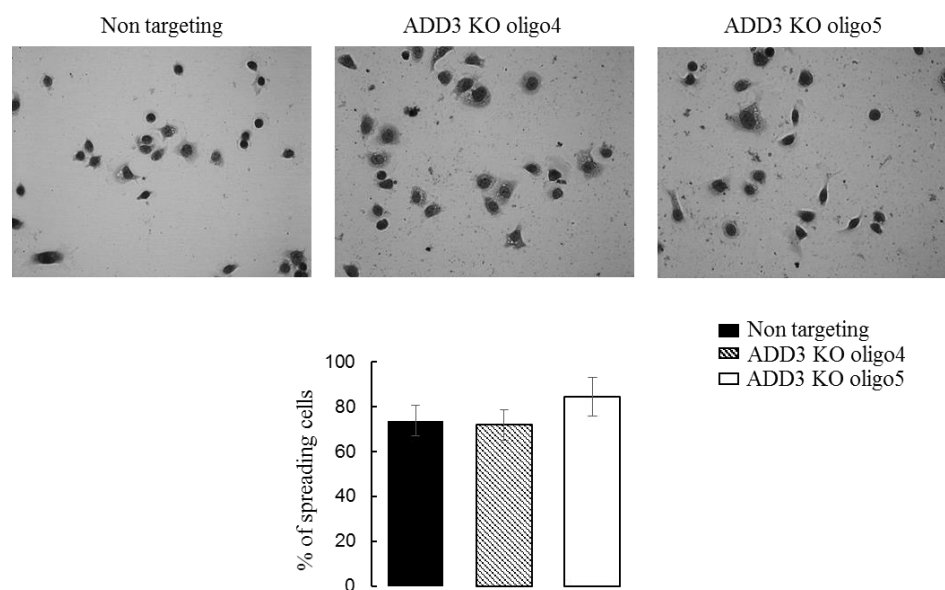 Non targeting
ADD3 KO oligo4
ADD3 KO oligo5
Non targeting
ADD3 KO oligo4
ADD3 KO oligo5
% of spreading cells
100
80
60
40
20
0